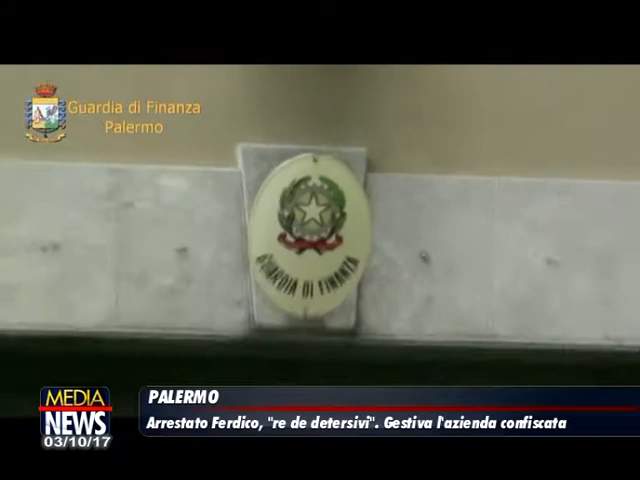 Guardia di Finanza
Palermo
GUARDIA DI FINANZA
MEDIA
NEWS
03/10/17
PALERMO
Arrestato Ferdico, "re de detersivi". Gestiva l'azienda confiscata